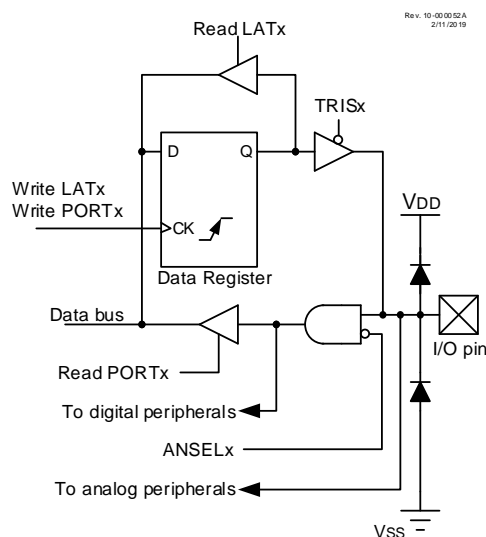 Rev. 10-000052A
2/11/2019
Read LATx
TRISx
D
Q
Write LATx
Write PORTx
CK
VDD
Data Register
Data bus
I/O pin
Read PORTx
To digital peripherals
ANSELx
To analog peripherals
VSS